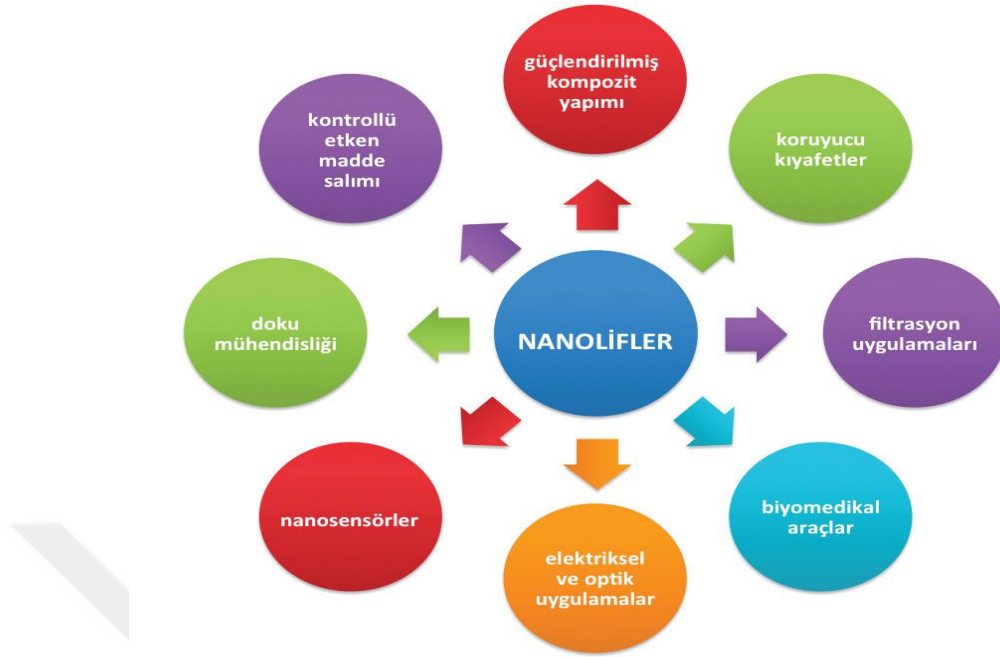 güçlendirilmiş
kompozit
yapımı
kontrollü
etken
madde
salımı
koruyucu
kıyafetler
doku
mühendisliği
NANOLİFLER
filtrasyon
uygulamaları
nanosensörler
elektriksel
ve optik
uygulamalar
biyomedikal
araçlar